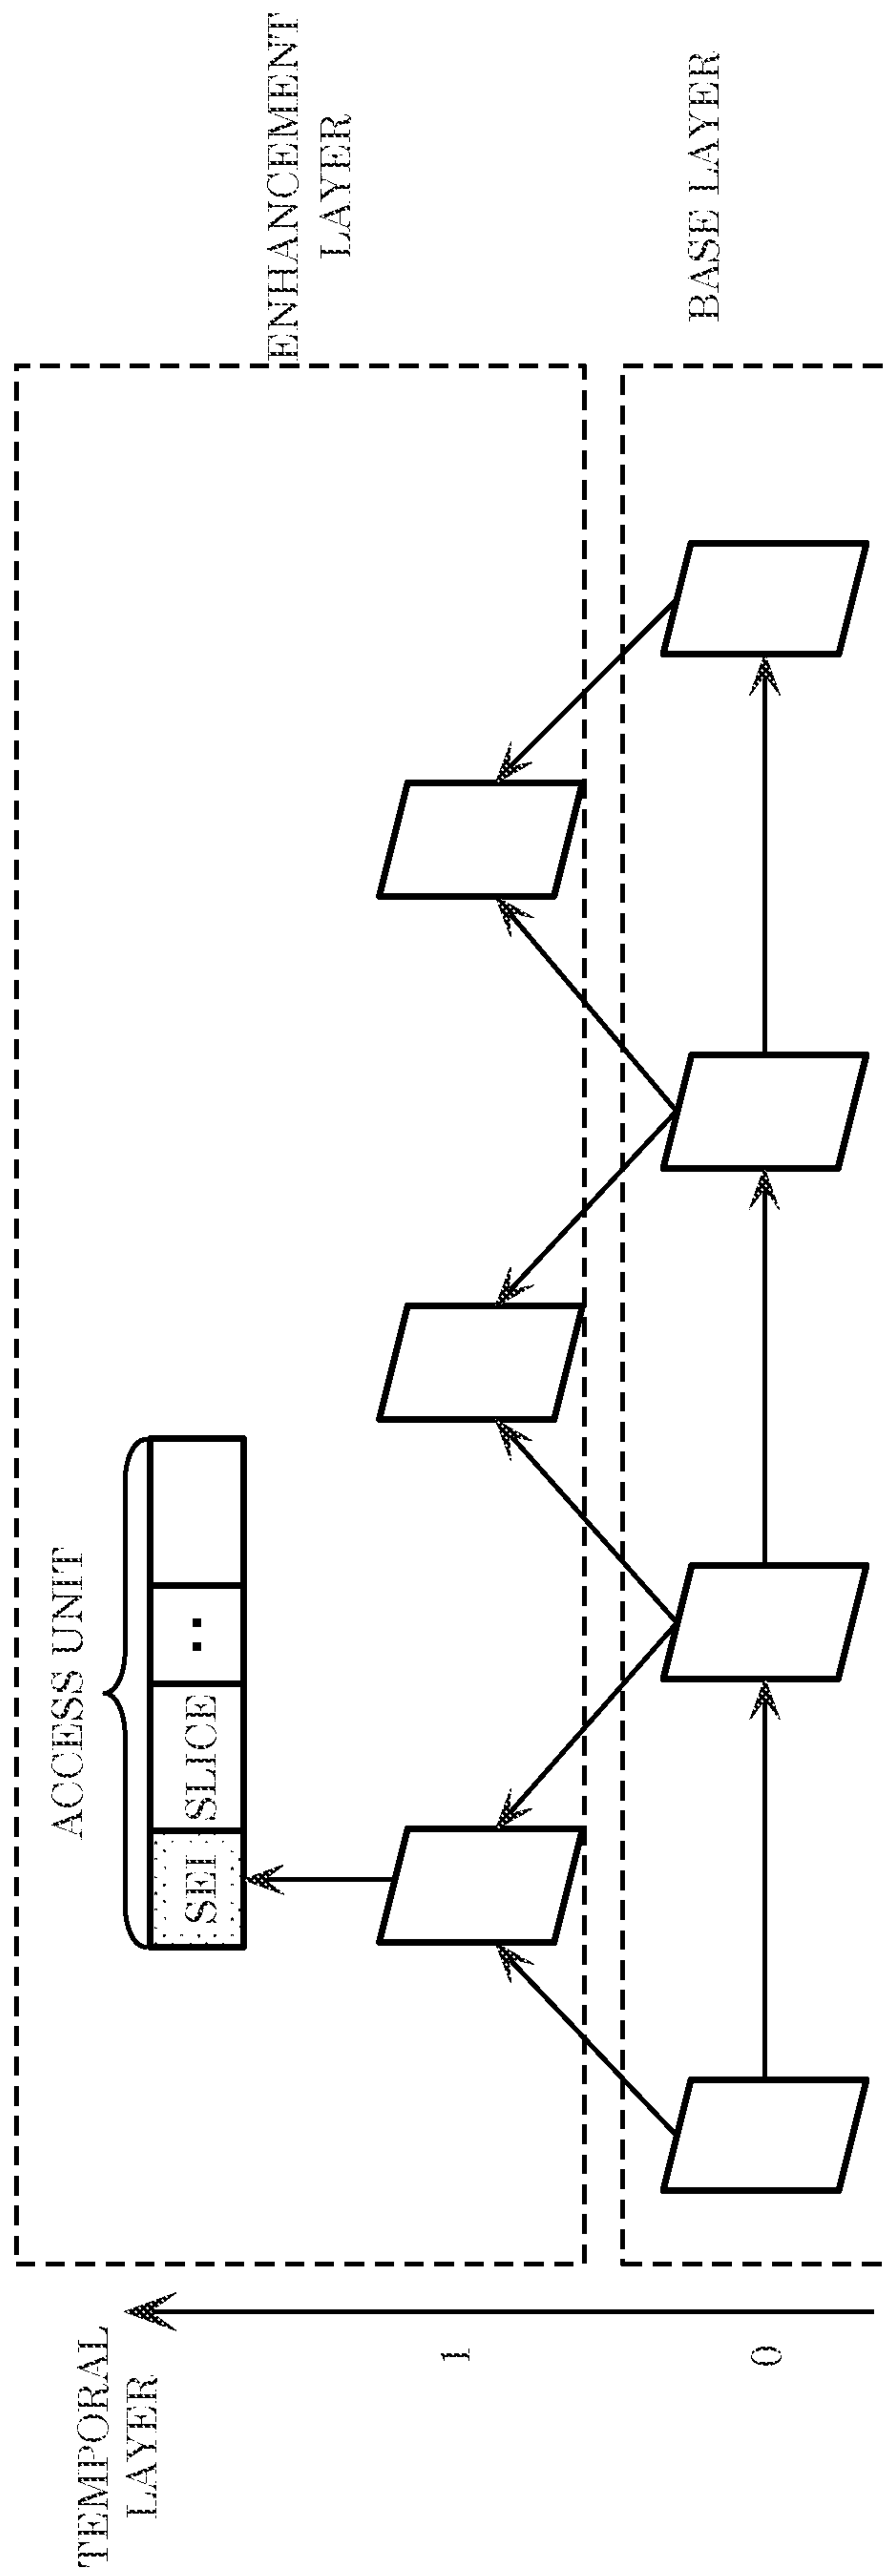 TEMPORAL
LAYER
1
0
ACCESS UNIT
SEI
SLICE
..
ENHANCEMENT
LAYER
BASE LAYER